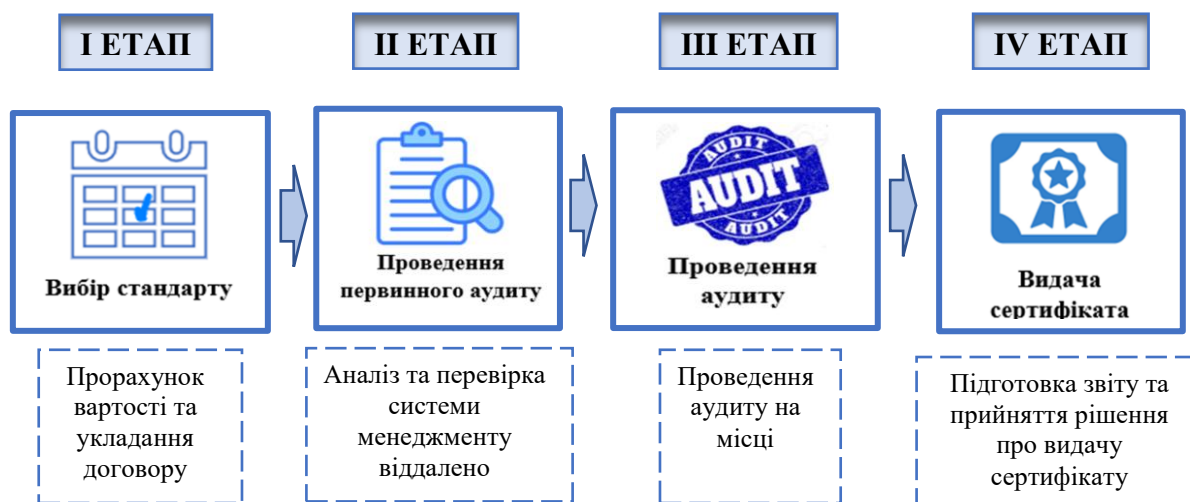 І ЕТАП
ІІ ЕТАП
ІІІ ЕТАП
IV ЕТАП
Вибір стандарту
Проведення
первинного аудиту
AUDIT
AUDIT
AUDIT
Проведення
аудиту
Видача
сертифіката
Прорахунок
вартості та
укладання
договору
Аналіз та перевірка
системи
менеджменту
віддалено
Проведення
аудиту на
місці
Підготовка звіту та
прийняття рішення
про видачу
сертифікату